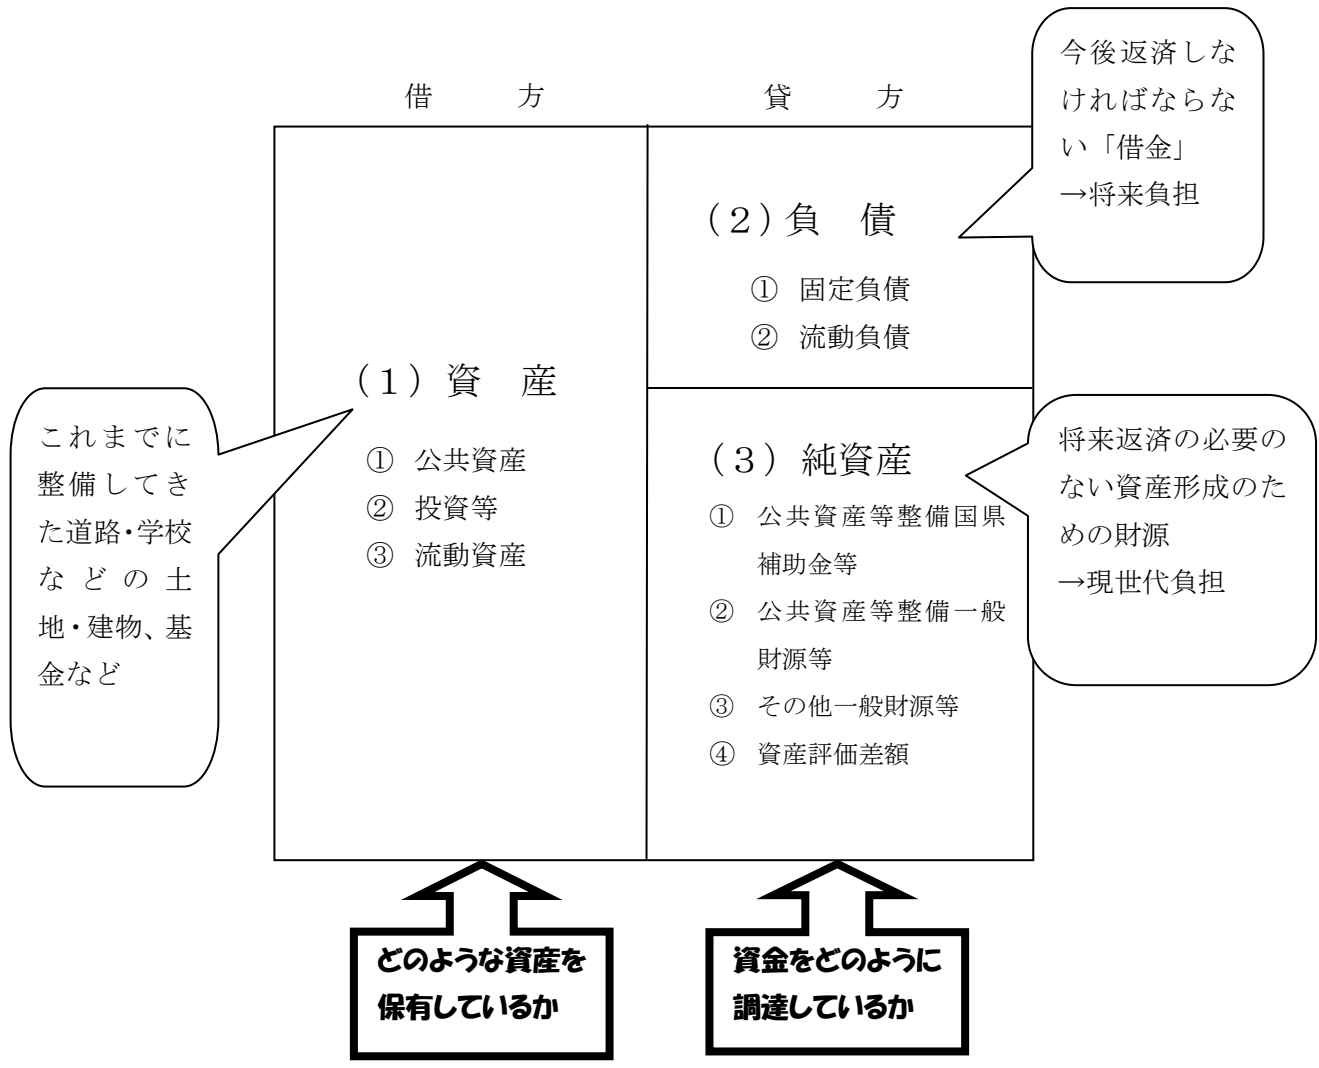 借　方
貸　方
今後返済しな
ければならな
い「借金」
→将来負担
（２）負　債
① 固定負債
② 流動負債
（１）資　産
① 公共資産
② 投資等
③ 流動資産
これまでに
整備してき
た道路・学校
などの土
地・建物、基
金など
（３）純資産
① 公共資産等整備国県
補助金等
② 公共資産等整備一般
財源等
③ その他一般財源等
④ 資産評価差額
将来返済の必要の
ない資産形成のた
めの財源
→現世代負担
どのような資産を
保有しているか
資金をどのように
調達しているか